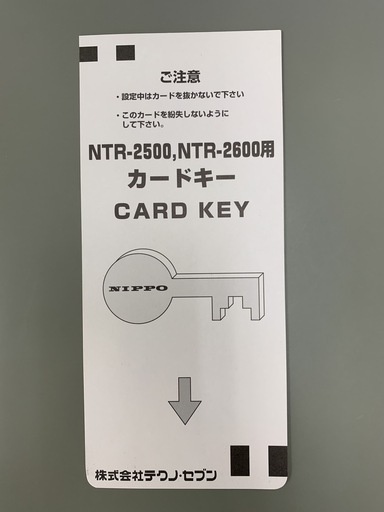 ご注意
・設定中はカードを抜かないで下さい
・このカードを紛失しないように
して下さい。
NTR-2500,NTR-2600用
カードキー
CARD KEY
NIPPO
株式会社テクノ・セブン